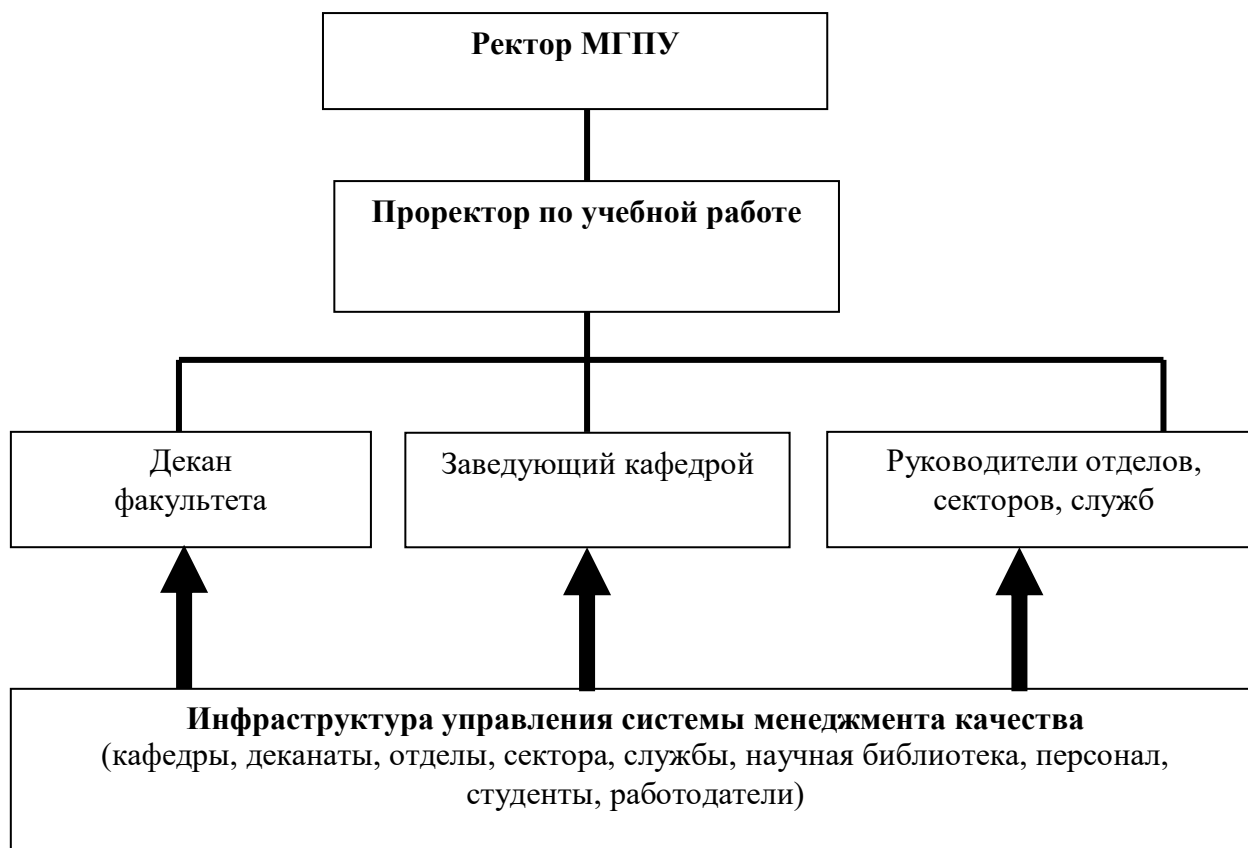 Ректор МГПУ
Проректор по учебной работе
Декан
факультета
Заведующий кафедрой
Руководители отделов,
секторов, служб
Инфраструктура управления системы менеджмента качества
(кафедры, деканаты, отделы, сектора, службы, научная библиотека, персонал,
студенты, работодатели)